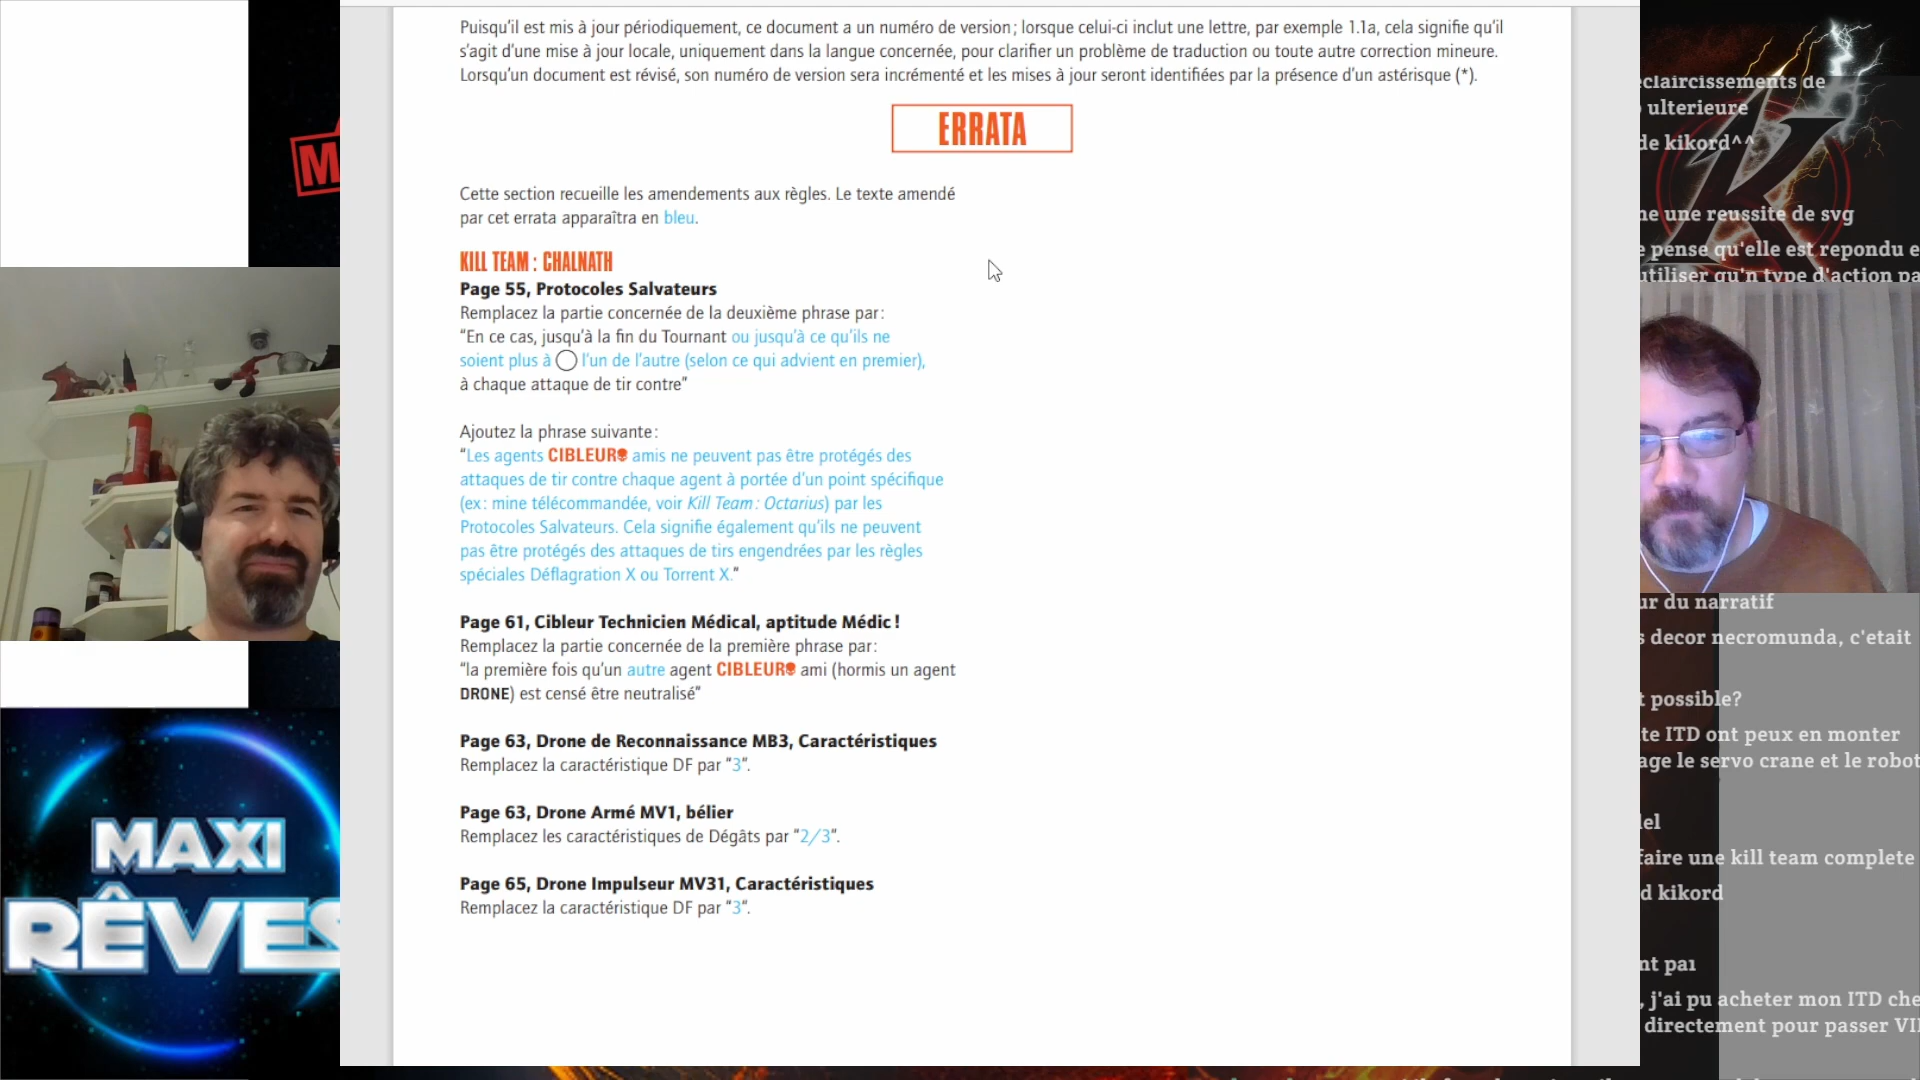 Puisqu'il est mis à jour périodiquement, ce document a un numéro de version ; lorsque celui-ci inclut une lettre, par exemple 1.1a, cela signifie qu'il
s'agit d'une mise à jour locale, uniquement dans la langue concernée, pour clarifier un problème de traduction ou toute autre correction mineure.
Lorsqu'un document est révisé, son numéro de version sera incrémenté et les mises à jour seront identifiées par la présence d'un astérisque (*).
ERRATA
Cette section recueille les amendements aux règles. Le texte amendé
par cet errata apparaîtra en bleu.
KILL TEAM : CHALNATH
Page 55, Protocoles Salvateurs
Remplacez la partie concernée de la deuxième phrase par :
“En ce cas, jusqu'à la fin du Tournant ou jusqu'à ce qu'ils ne
soient plus à l'un de l'autre (selon ce qui advient en premier),
à chaque attaque de tir contre”
Ajoutez la phrase suivante :
“Les agents CIBLEUR amis ne peuvent pas être protégés des
attaques de tir contre chaque agent à portée d'un point spécifique
(ex : mine télécommandée, voir Kill Team : Octarius) par les
Protocoles Salvateurs. Cela signifie également qu'ils ne peuvent
pas être protégés des attaques de tirs engendrées par les règles
spéciales Déflagration X ou Torrent X.”
Page 61, Cibleur Technicien Médical, aptitude Médic !
Remplacez la partie concernée de la première phrase par :
“la première fois qu'un autre agent CIBLEUR ami (hormis un agent
DRONE) est censé être neutralisé”
Page 63, Drone de Reconnaissance MB3, Caractéristiques
Remplacez la caractéristique DF par “3”.
Page 63, Drone Armé MV1, bélier
Remplacez les caractéristiques de Dégâts par “2/3”.
Page 65, Drone Impulseur MV31, Caractéristiques
Remplacez la caractéristique DF par “3”.
M
MAXI
RÊVES
eclaircissements de
ulterieure
de kikord^^
K
ne une reussite de svg
e pense qu'elle est repondu e
utiliser qu'n type d'action pa
ur du narratif
s decor necromunda, c'etait
t possible?
te ITD ont peux en monter
age le servo crane et le robot
iel
faire une kill team complete
d kikord
nt pa
, j'ai pu acheter mon ITD che
directement pour passer VI